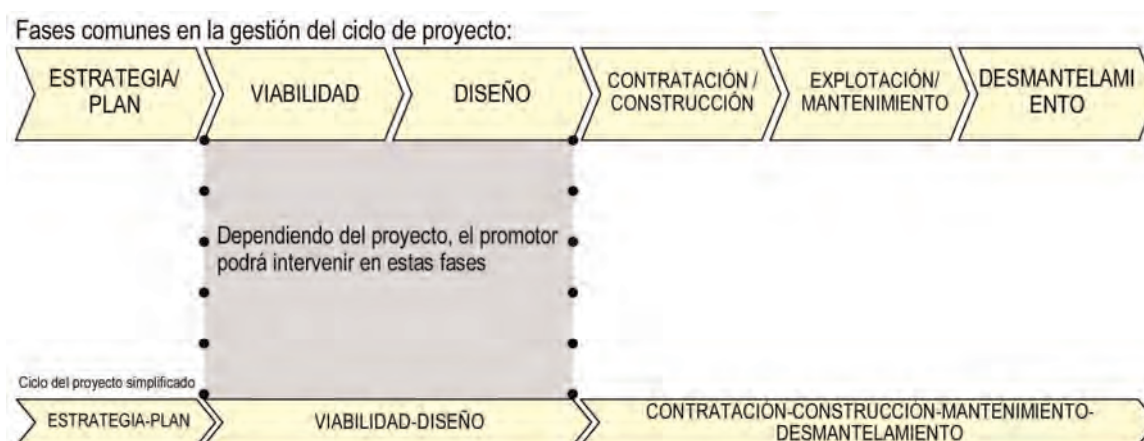 Fases comunes en la gestión del ciclo de proyecto:
ESTRATEGIA/
PLAN
VIABILIDAD
DISEÑO
CONTRATACIÓN /
CONSTRUCCIÓN
EXPLOTACIÓN/
MANTENIMIENTO
DESMANTELAMI
ENTO
Dependiendo del proyecto, el promotor
podrá intervenir en estas fases
Ciclo del proyecto simplificado
ESTRATEGIA-PLAN
VIABILIDAD-DISEÑO
CONTRATACIÓN-CONSTRUCCIÓN-MANTENIMIENTO-
DESMANTELAMIENTO